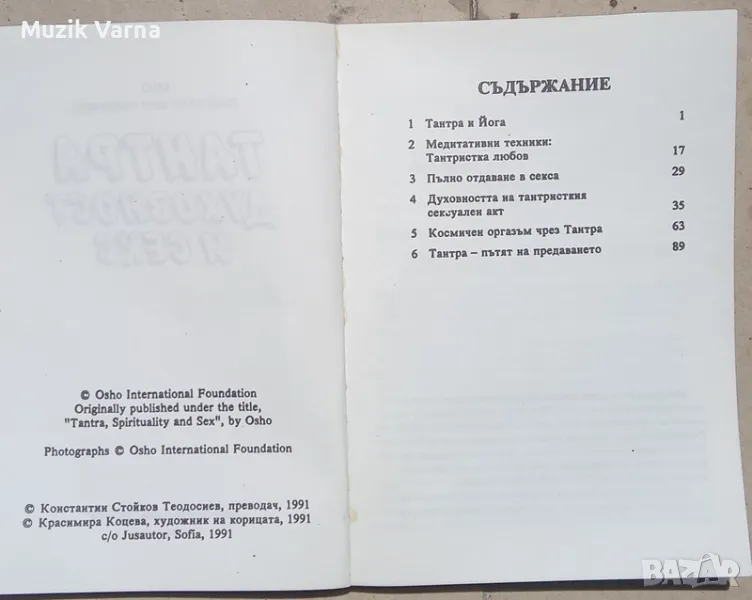 Muzik Varna
© Osho International Foundation
Originally published under the title,
"Tantra, Spirituality and Sex", by Osho
Photographs © Osho International Foundation
© Константин Стойков Теодосиев, преводач, 1991
© Красимира Коцева, художник на корицата, 1991
c/o Jusautor, Sofia, 1991
СЪДЪРЖАНИЕ
1 Тантра и Йога 1
2 Медитативни техники:
Тантристка любов 17
3 Пълно отдаване в секса 29
4 Духовността на тантристкия
сексуален акт 35
5 Космичен оргазъм чрез Тантра 63
6 Тантра – пътят на предаването 89
BAZAR